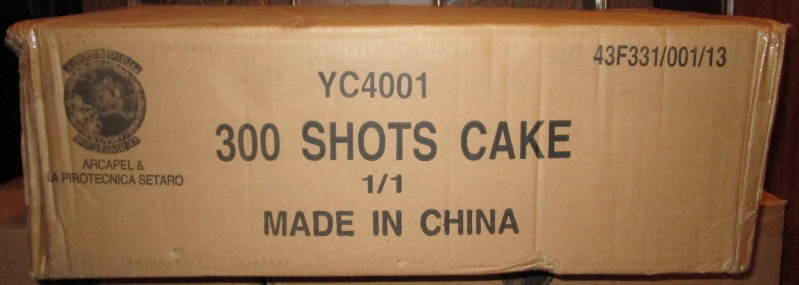 43F331/001/13
YC4001
300 SHOTS CAKE
1/1
MADE IN CHINA
ARCAPEL &
LA PIROTECNICA SETARO